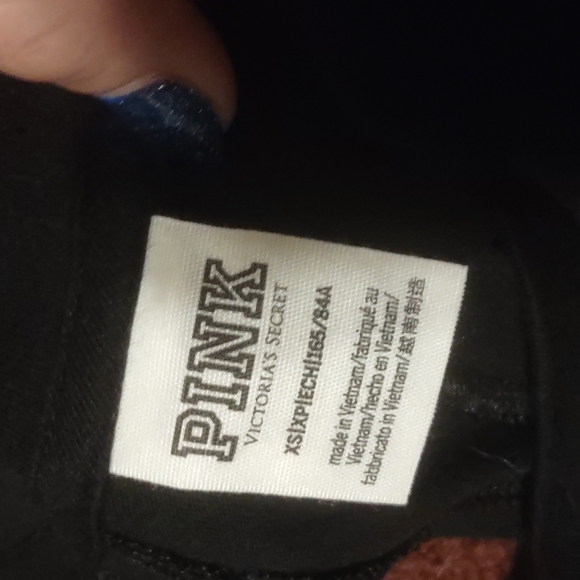 PINK
VICTORIA'S SECRET
XS|XP|ECH|165/84A
made in Vietnam/fabriqué au
Vietnam/hecho en Vietnam/
fabbricato in Vietnam/越南制造